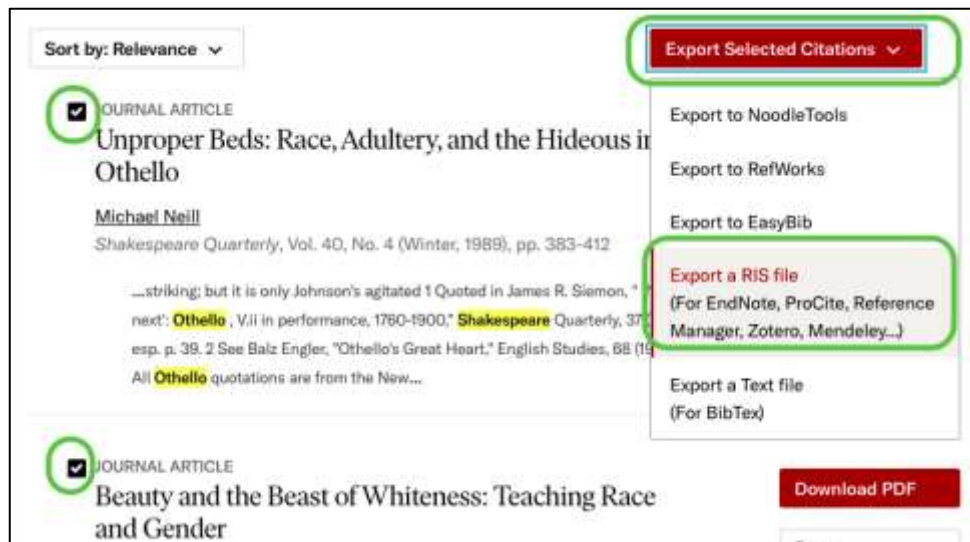 Sort by: Relevance
Export Selected Citations
JOURNAL ARTICLE
Unproper Beds: Race, Adultery, and the Hideous in
Othello
Michael Neill
Shakespeare Quarterly, Vol. 40, No. 4 (Winter, 1989), pp. 383-412
...striking; but it is only Johnson's agitated 1 Quoted in James R. Siemon, "
next': Othello , V.ii in performance, 1760-1900," Shakespeare Quarterly, 37
esp. p. 39. 2 See Balz Engler, "Othello's Great Heart," English Studies, 68 (19
All Othello quotations are from the New...
Export to NoodleTools
Export to RefWorks
Export to EasyBib
Export a RIS file
(For EndNote, ProCite, Reference
Manager, Zotero, Mendeley...)
Export a Text file
(For BibTex)
JOURNAL ARTICLE
Beauty and the Beast of Whiteness: Teaching Race
and Gender
Download PDF